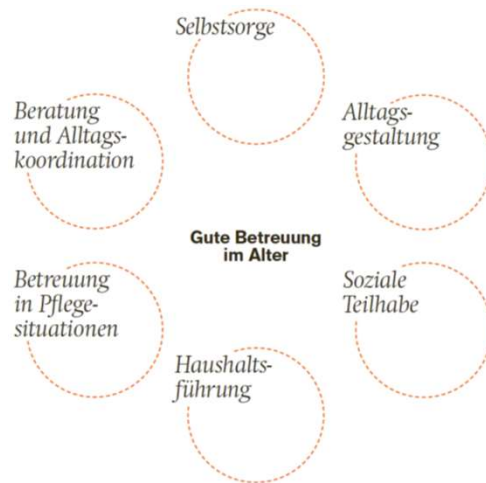 Selbstsorge
Beratung
und Alltags-
koordination
Alltags-
gestaltung
Gute Betreuung
im Alter
Betreuung
in Pflege-
situationen
Soziale
Teilhabe
Haushalts-
führung